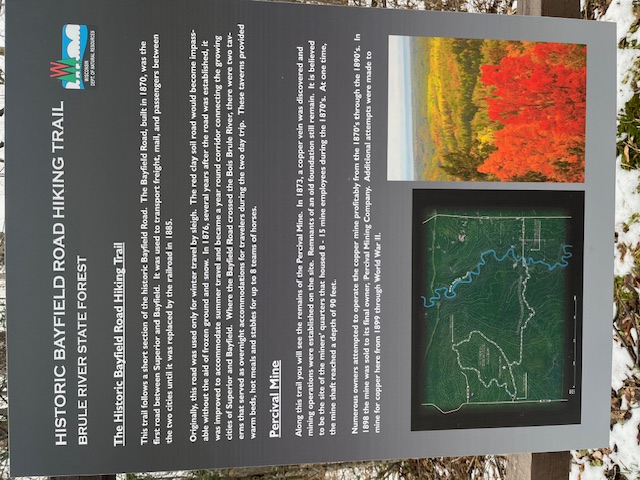 HISTORIC BAYFIELD ROAD HIKING TRAIL
BRULE RIVER STATE FOREST
W
WISCONSIN
DEPT. OF NATURAL RESOURCES
The Historic Bayfield Road Hiking Trail
This trail follows a short section of the historic Bayfield Road. The Bayfield Road, built in 1870, was the
first road between Superior and Bayfield. It was used to transport freight, mail, and passengers between
the two cities until it was replaced by the railroad in 1885.
Originally, this road was used only for winter travel by sleigh. The red clay soil road would become impass-
able without the aid of frozen ground and snow. In 1876, several years after the road was established, it
was improved to accommodate summer travel and became a year round corridor connecting the growing
cities of Superior and Bayfield. Where the Bayfield Road crossed the Bois Brule River, there were two tav-
erns that served as overnight accommodations for travelers during the two day trip. These taverns provided
warm beds, hot meals and stables for up to 8 teams of horses.
Percival Mine
Along this trail you will see the remains of the Percival Mine. In 1873, a copper vein was discovered and
mining operations were established on the site. Remnants of an old foundation still remain. It is believed
to be the site of the miners' quarters that housed 8 - 15 mine employees during the 1870's. At one time,
the mine shaft reached a depth of 90 feet.
Numerous owners attempted to operate the copper mine profitably from the 1870's through the 1890's. In
1898 the mine was sold to its final owner, Percival Mining Company. Additional attempts were made to
mine for copper here from 1899 through World War II.